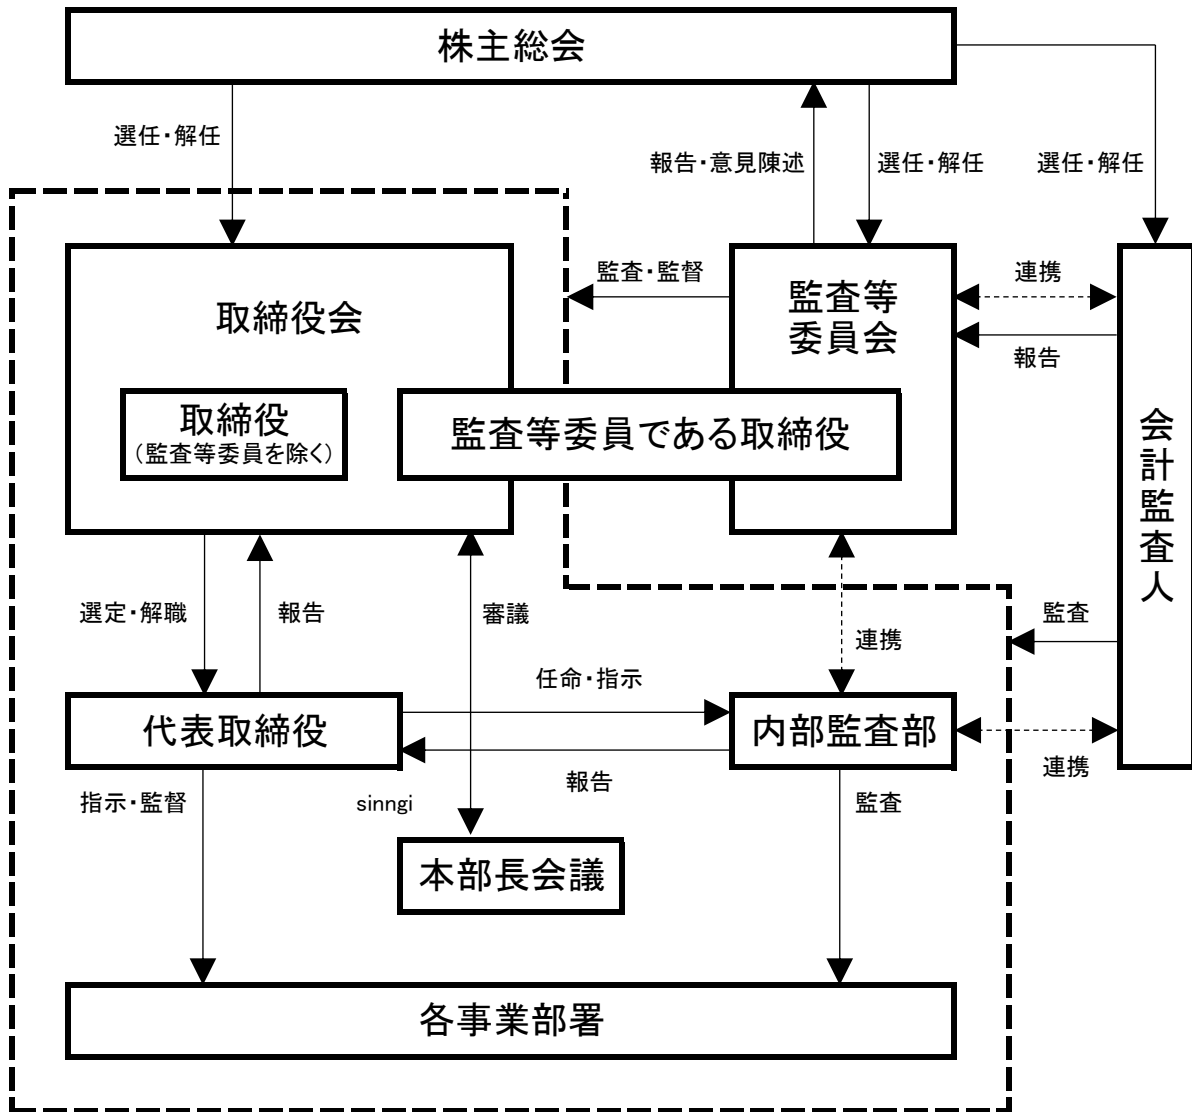 株主総会
選任・解任
報告・意見陳述
選任・解任
選任・解任
取締役会
監査・監督
監査等
委員会
連携
報告
取締役
（監査等委員を除く）
監査等委員である取締役
会計監査人
選定・解職
報告
審議
連携
監査
任命・指示
代表取締役
内部監査部
報告
連携
指示・監督
sinngi
監査
本部長会議
各事業部署